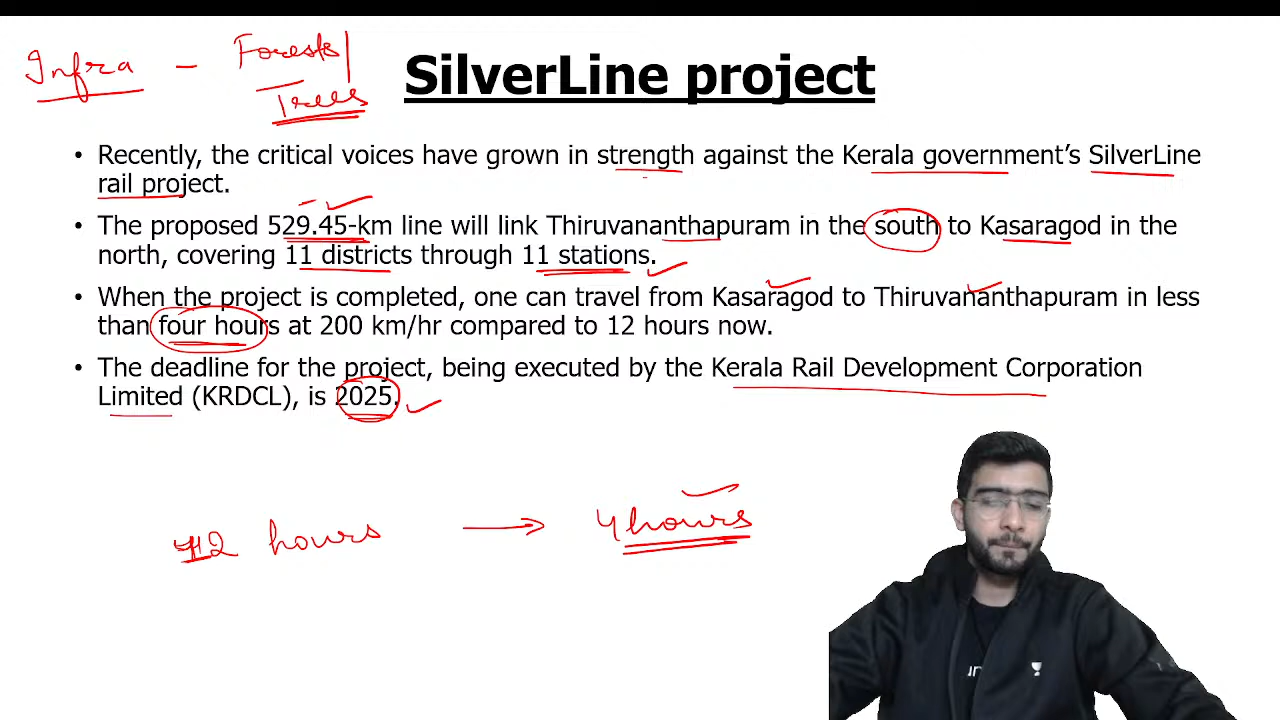 Infra - Forests/
Trees
SilverLine project
• Recently, the critical voices have grown in strength against the Kerala government's SilverLine
rail project.
• The proposed 529.45-km line will link Thiruvananthapuram in the south to Kasaragod in the
north, covering 11 districts through 11 stations.
• When the project is completed, one can travel from Kasaragod to Thiruvananthapuram in less
than four hours at 200 km/hr compared to 12 hours now.
• The deadline for the project, being executed by the Kerala Rail Development Corporation
Limited (KRDCL), is 2025.
12 hours → 4 hours
un